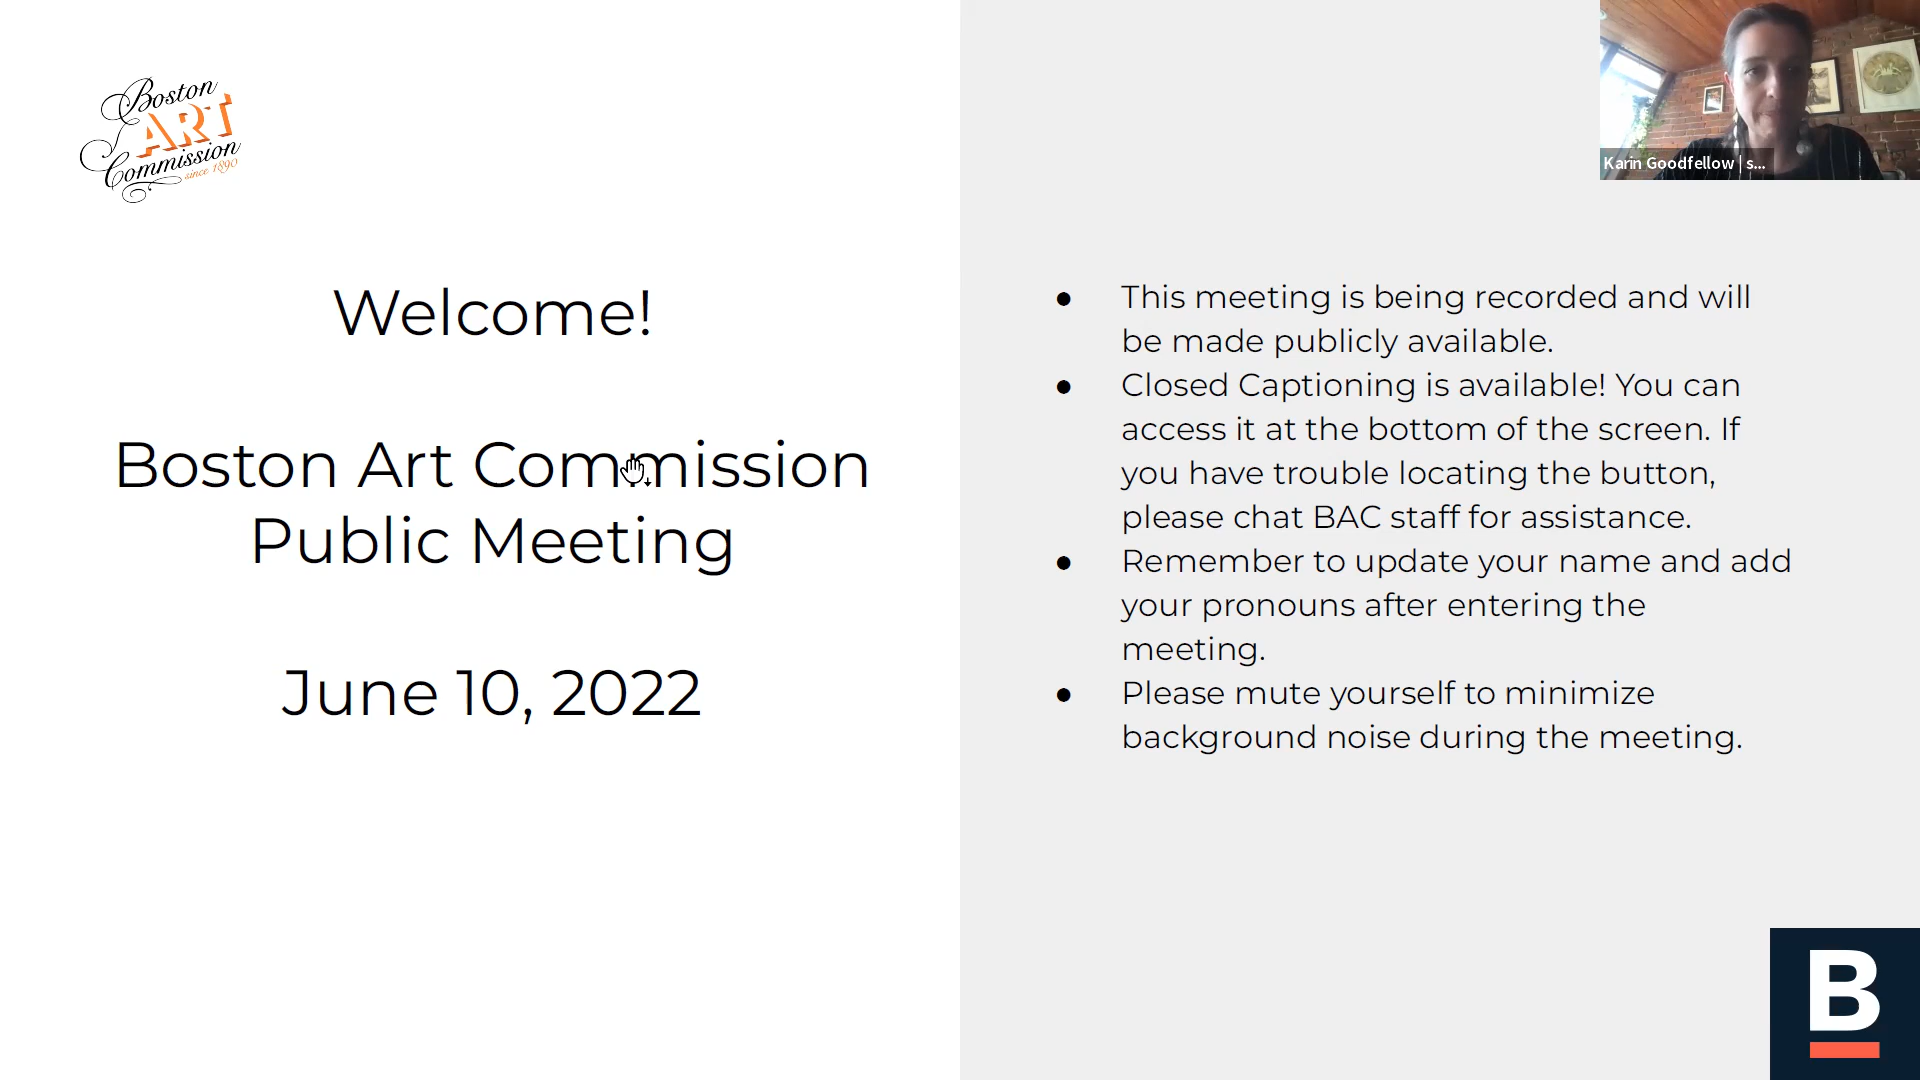 Boston
ART
Commission
since 1890
Welcome!
Boston Art Commission
Public Meeting
June 10, 2022
Karin Goodfellow | s...
● This meeting is being recorded and will
be made publicly available.
● Closed Captioning is available! You can
access it at the bottom of the screen. If
you have trouble locating the button,
please chat BAC staff for assistance.
● Remember to update your name and add
your pronouns after entering the
meeting.
● Please mute yourself to minimize
background noise during the meeting.
B